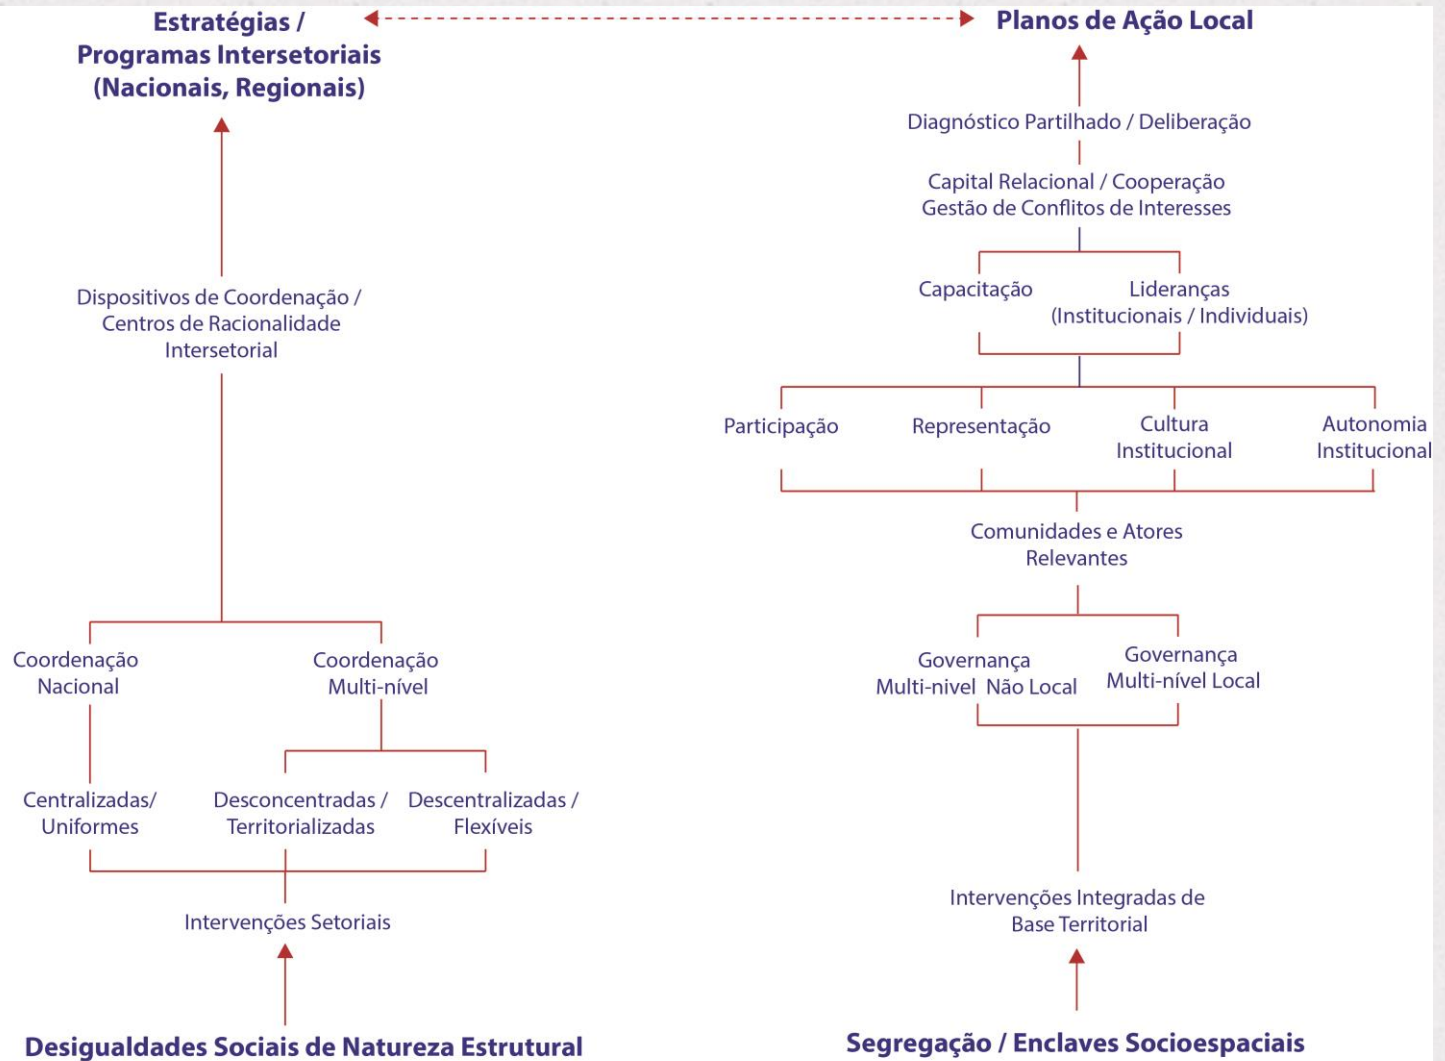 Estratégias /
Programas Intersetoriais
(Nacionais, Regionais)
Dispositivos de Coordenação /
Centros de Racionalidade
Intersetorial
Coordenação
Nacional
Coordenação
Multi-nível
Centralizadas/
Uniformes
Desconcentradas /
Territorializadas
Descentralizadas /
Flexíveis
Intervenções Setoriais
Desigualdades Sociais de Natureza Estrutural
Planos de Ação Local
Diagnóstico Partilhado / Deliberação
Capital Relacional / Cooperação
Gestão de Conflitos de Interesses
Capacitação
Lideranças
(Institucionais / Individuais)
Participação
Representação
Cultura
Institucional
Autonomia
Institucional
Comunidades e Atores
Relevantes
Governança
Multi-nivel Não Local
Governança
Multi-nível Local
Intervenções Integradas de
Base Territorial
Segregação / Enclaves Socioespaciais